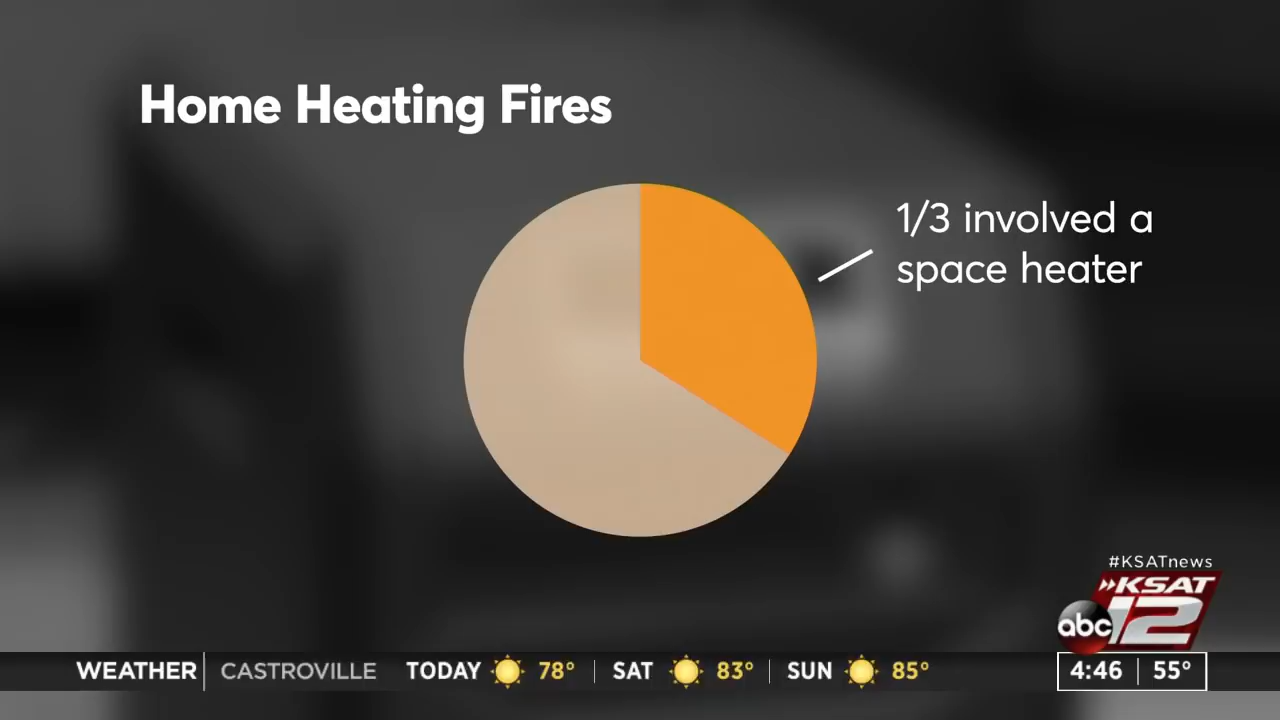 Home Heating Fires
1/3 involved a
space heater
#KSATnews
KSAT
abc 12
WEATHER CASTROVILLE TODAY 78° SAT 83° SUN 85° 4:46 55°